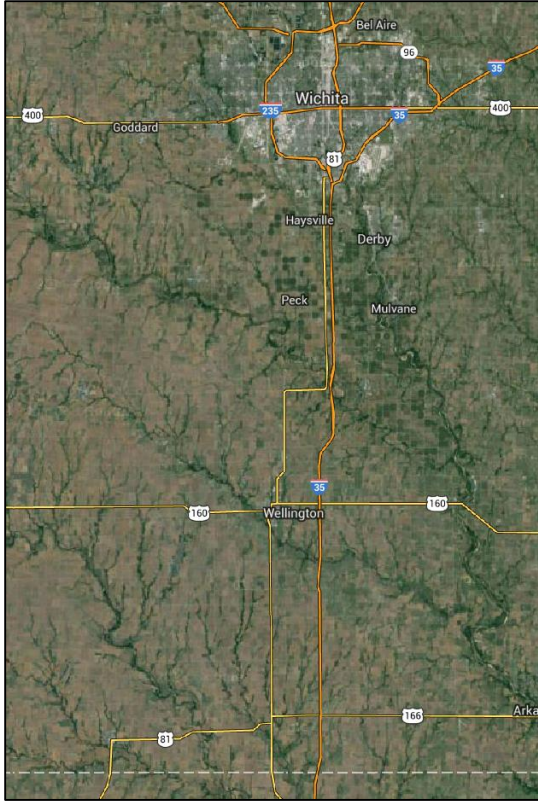 Bel Aire
96
35
Wichita
400
235
35
400
Goddard
81
Haysville
Derby
Peck
Mulvane
35
160
160
Wellington
166
Arka
81